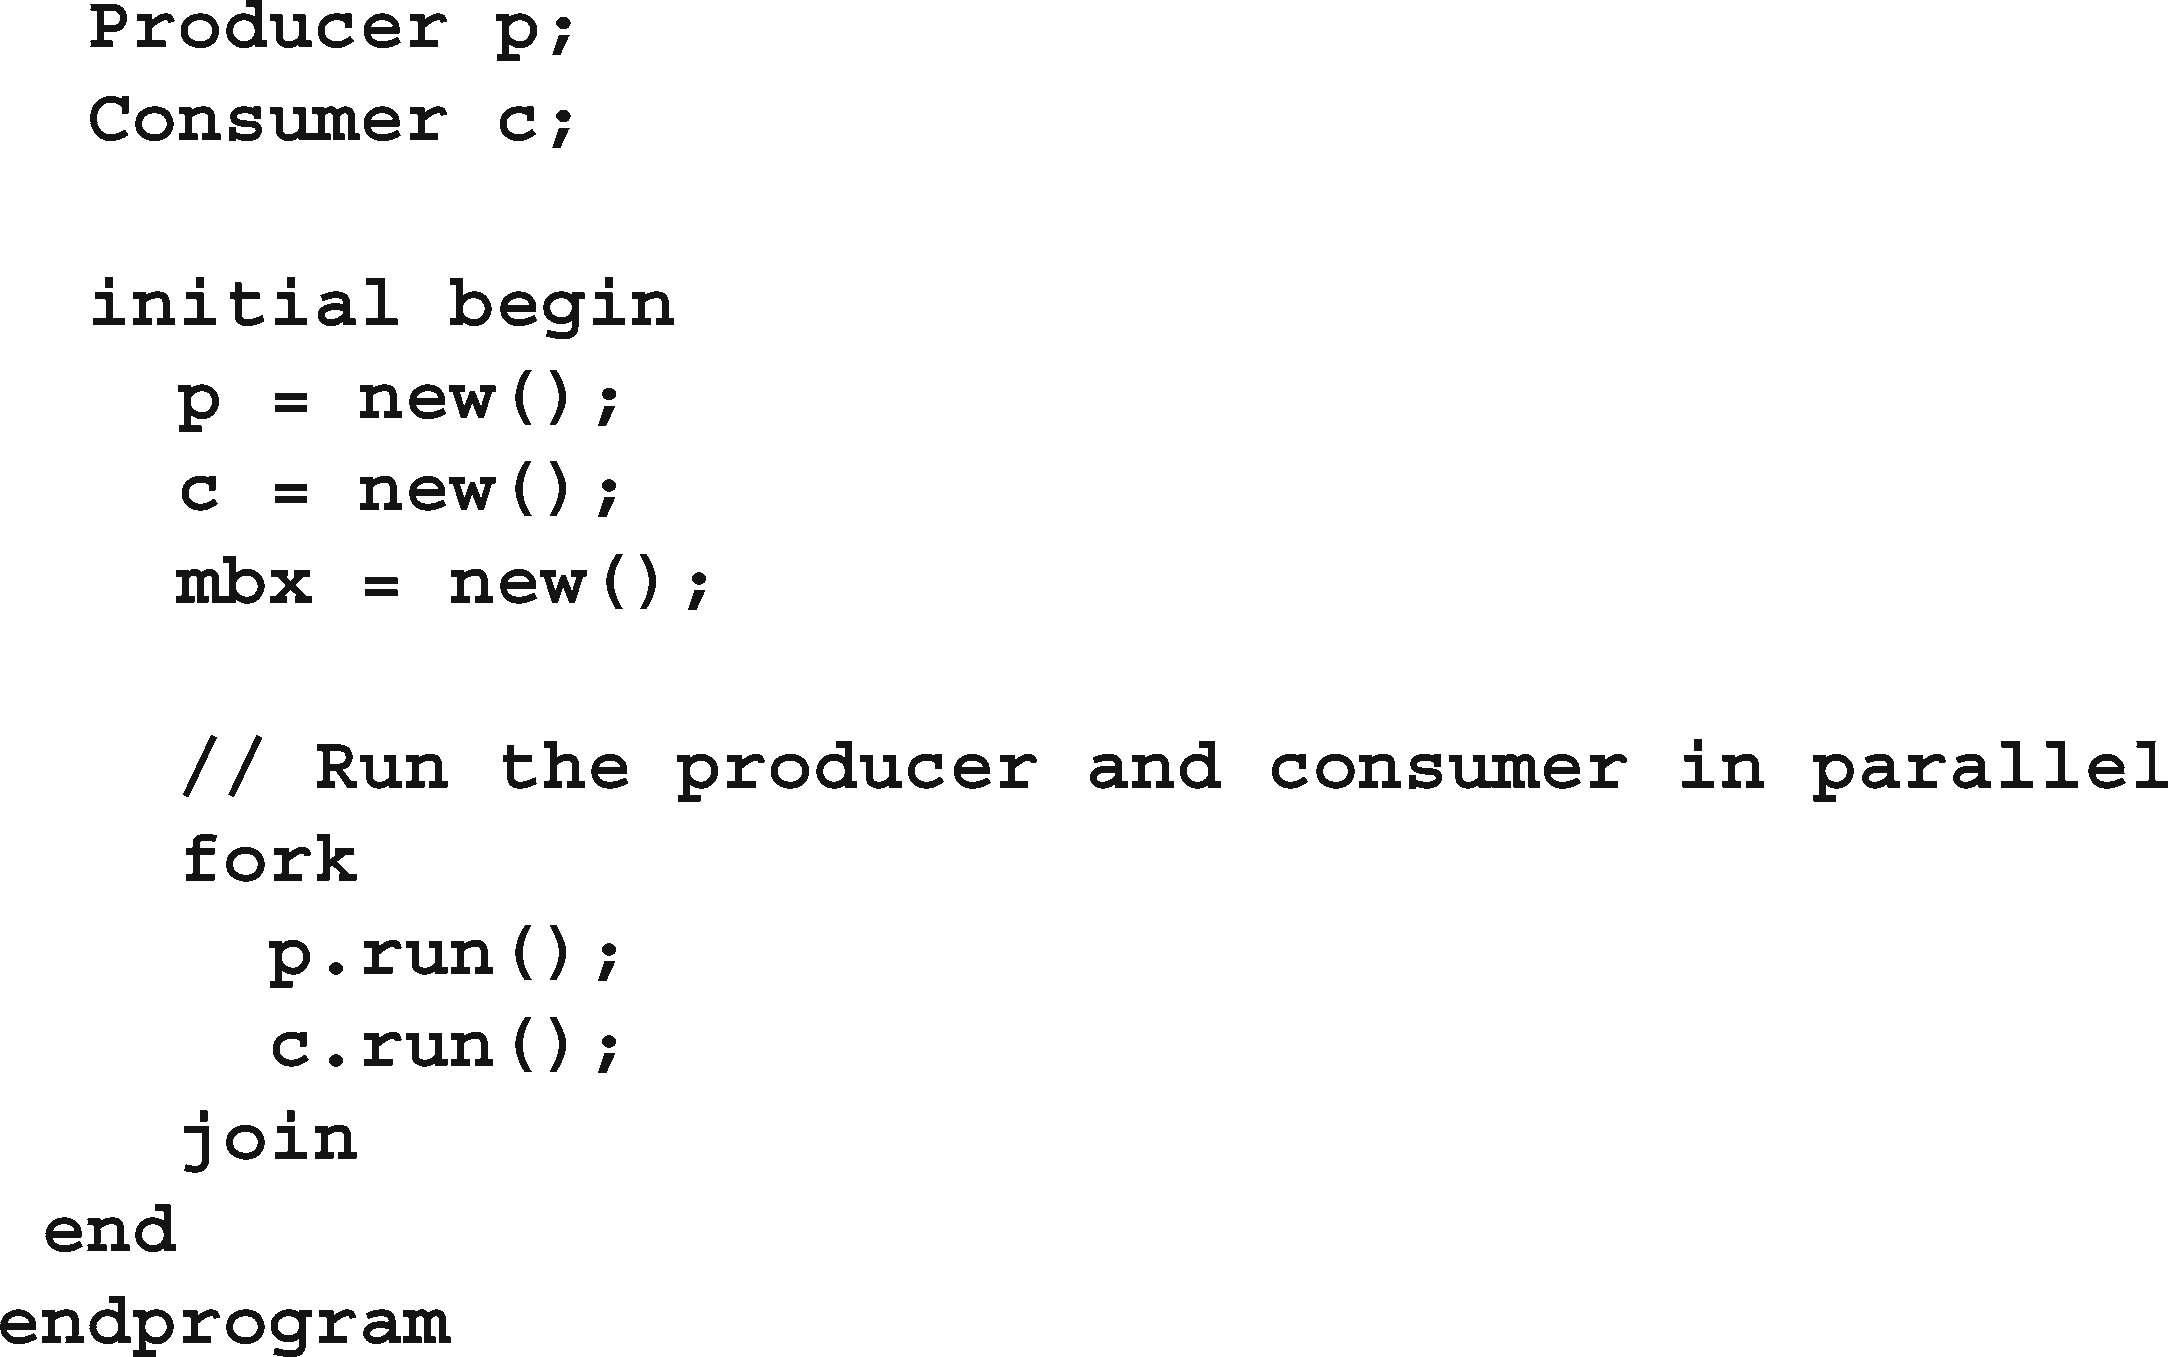 Producer p;
Consumer c;
initial begin
p = new();
c = new();
mbx = new();
// Run the producer and consumer in parallel
fork
p.run();
c.run();
join
end
endprogram